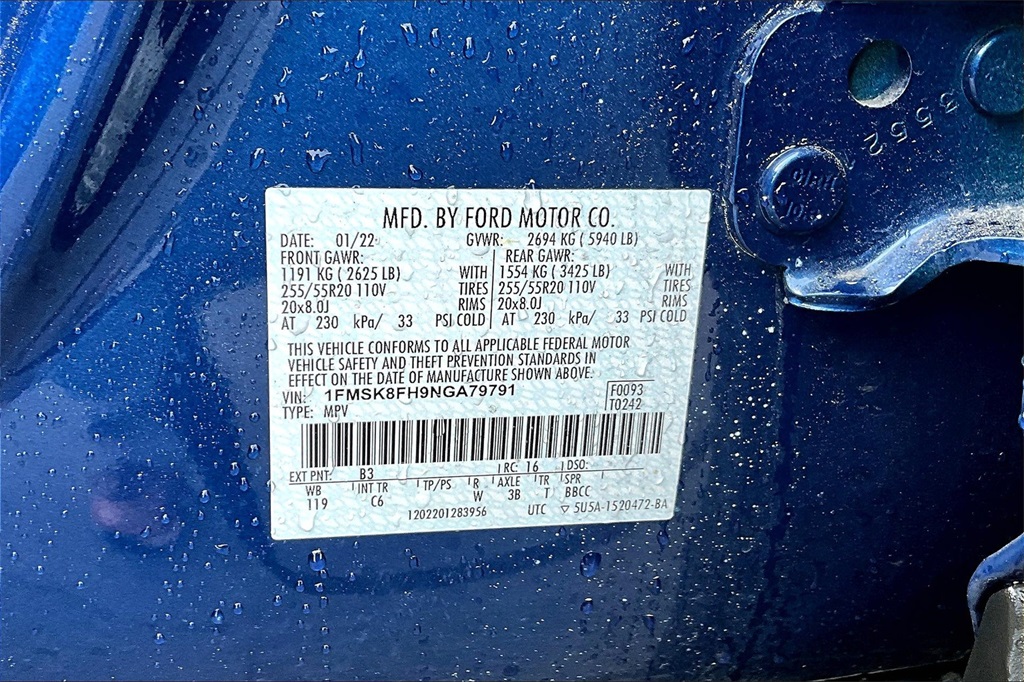 3552
MFD. BY FORD MOTOR CO.
DATE: 01/22 GVWR: 2694 KG ( 5940 LB)
FRONT GAWR: REAR GAWR:
1191 KG ( 2625 LB) WITH 1554 KG ( 3425 LB) WITH
255/55R20 110V TIRES 255/55R20 110V TIRES
20x8.0J RIMS 20x8.0J RIMS
AT 230 kPa/ 33 PSI COLD AT 230 kPa/ 33 PSI COLD
THIS VEHICLE CONFORMS TO ALL APPLICABLE FEDERAL MOTOR
VEHICLE SAFETY AND THEFT PREVENTION STANDARDS IN
EFFECT ON THE DATE OF MANUFACTURE SHOWN ABOVE.
VIN: 1FMSK8FH9NGA79791 F0093
TYPE: MPV T0242
EXT PNT: B3 RC: 16 DSO:
WB INT TR TP/PS R AXLE TR SPR
119 C6 W 3B T BBCC
1202201283956 UTC ▽ 5U5A-1520472-BA